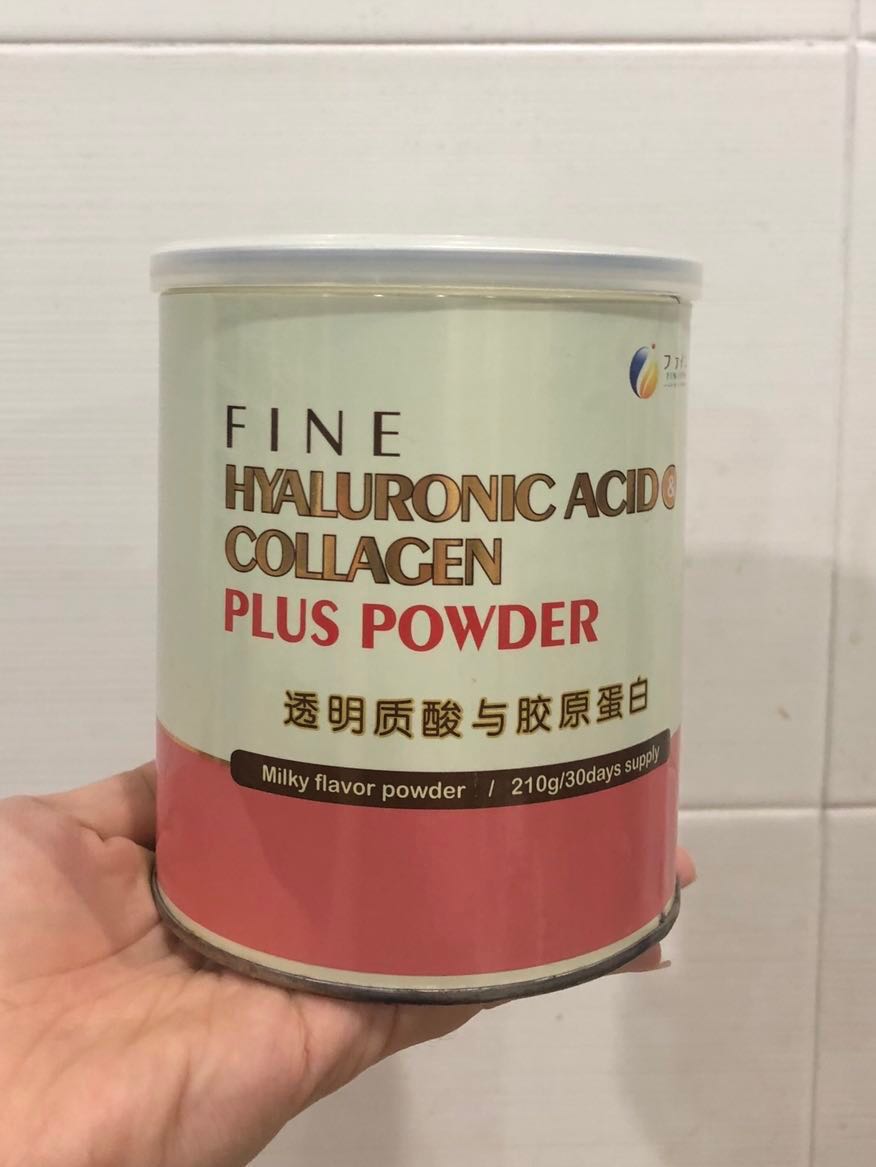 FINE
HYALURONIC ACID &
COLLAGEN
PLUS POWDER
透明质酸与胶原蛋白
Milky flavor powder / 210g/30days supply